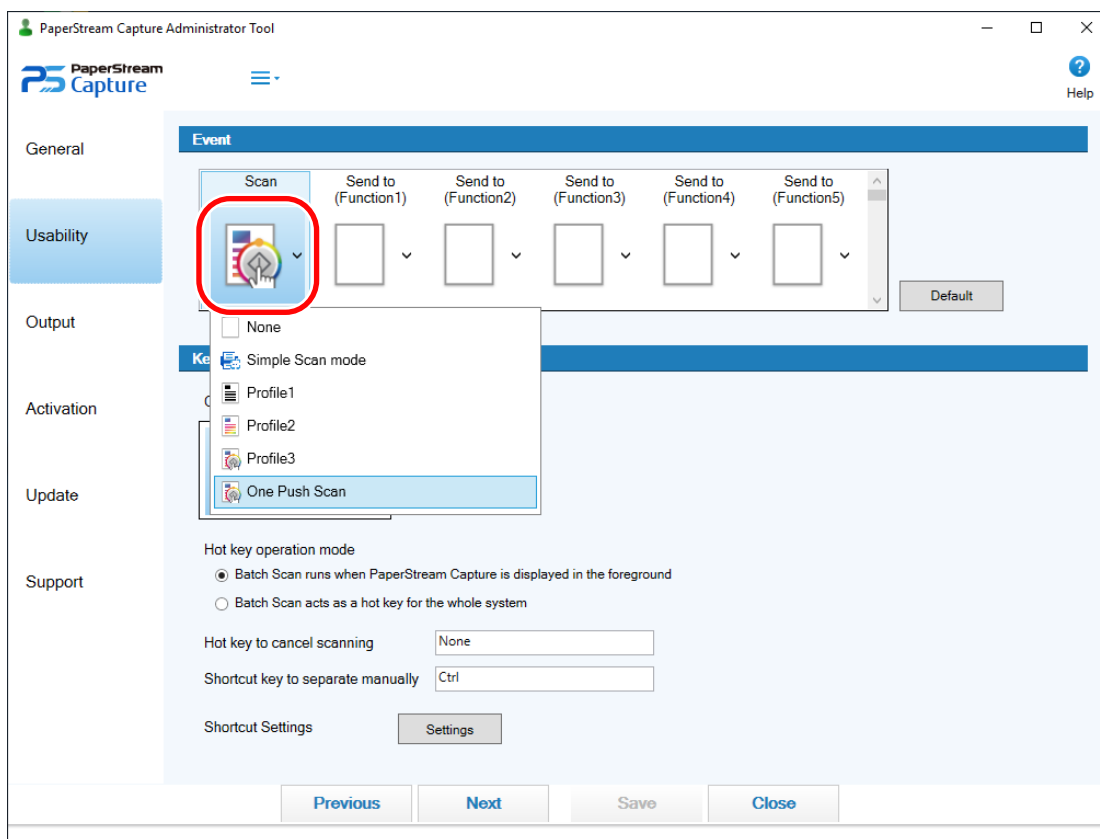 PaperStream Capture Administrator Tool
PaperStream
Capture
Help
General
Usability
Output
Activation
Update
Support
Event
Scan
Send to
(Function1)
Send to
(Function2)
Send to
(Function3)
Send to
(Function4)
Send to
(Function5)
Default
None
Simple Scan mode
Profile1
Profile2
Profile3
One Push Scan
Hot key operation mode
Batch Scan runs when PaperStream Capture is displayed in the foreground
Batch Scan acts as a hot key for the whole system
Hot key to cancel scanning
None
Shortcut key to separate manually
Ctrl
Shortcut Settings
Settings
Previous
Next
Save
Close